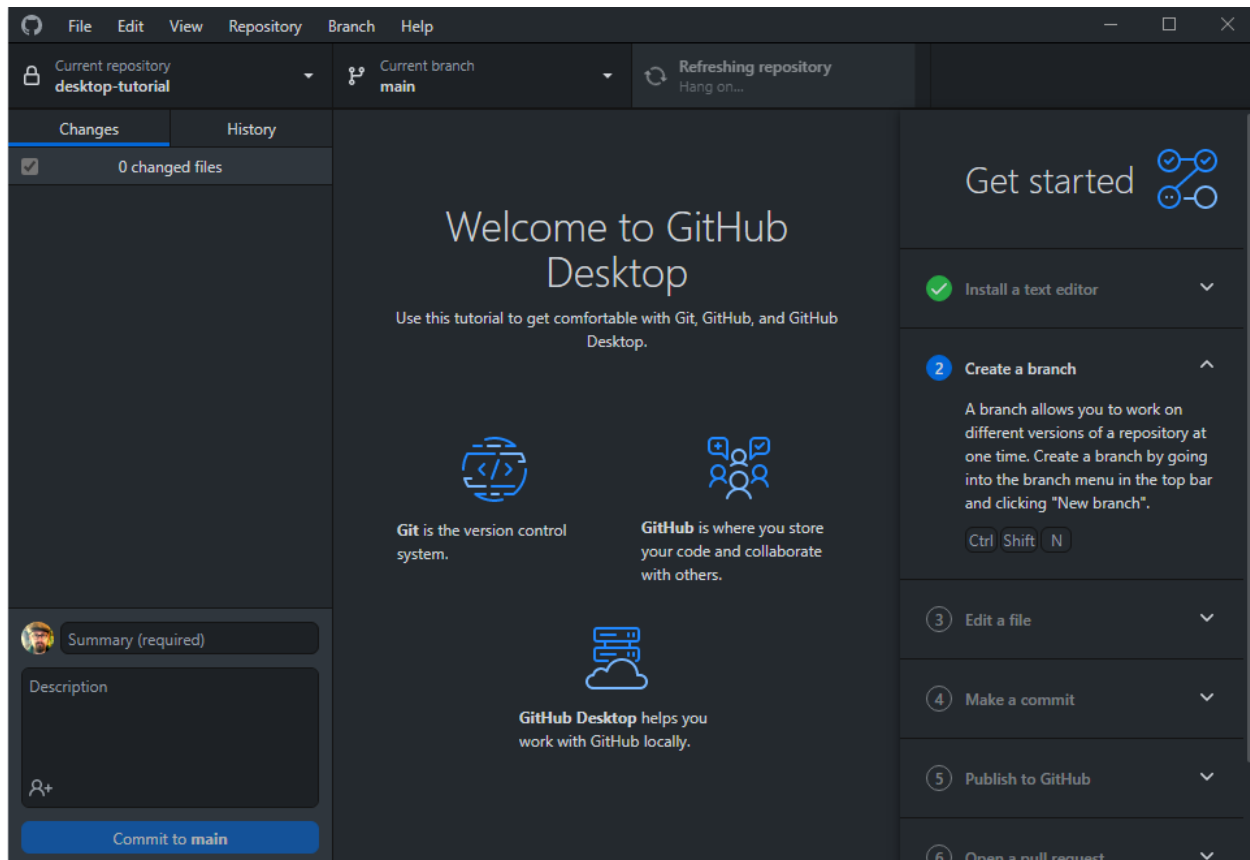 File Edit View Repository Branch Help
Current repository
desktop-tutorial
Current branch
main
Refreshing repository
Hang on...
Changes
History
0 changed files
Summary (required)
Description
Commit to main
Welcome to GitHub
Desktop
Use this tutorial to get comfortable with Git, GitHub, and GitHub
Desktop.
Git is the version control
system.
GitHub is where you store
your code and collaborate
with others.
GitHub Desktop helps you
work with GitHub locally.
Get started
Install a text editor
2 Create a branch
A branch allows you to work on
different versions of a repository at
one time. Create a branch by going
into the branch menu in the top bar
and clicking "New branch".
Ctrl Shift N
3 Edit a file
4 Make a commit
5 Publish to GitHub
6 Open a pull request